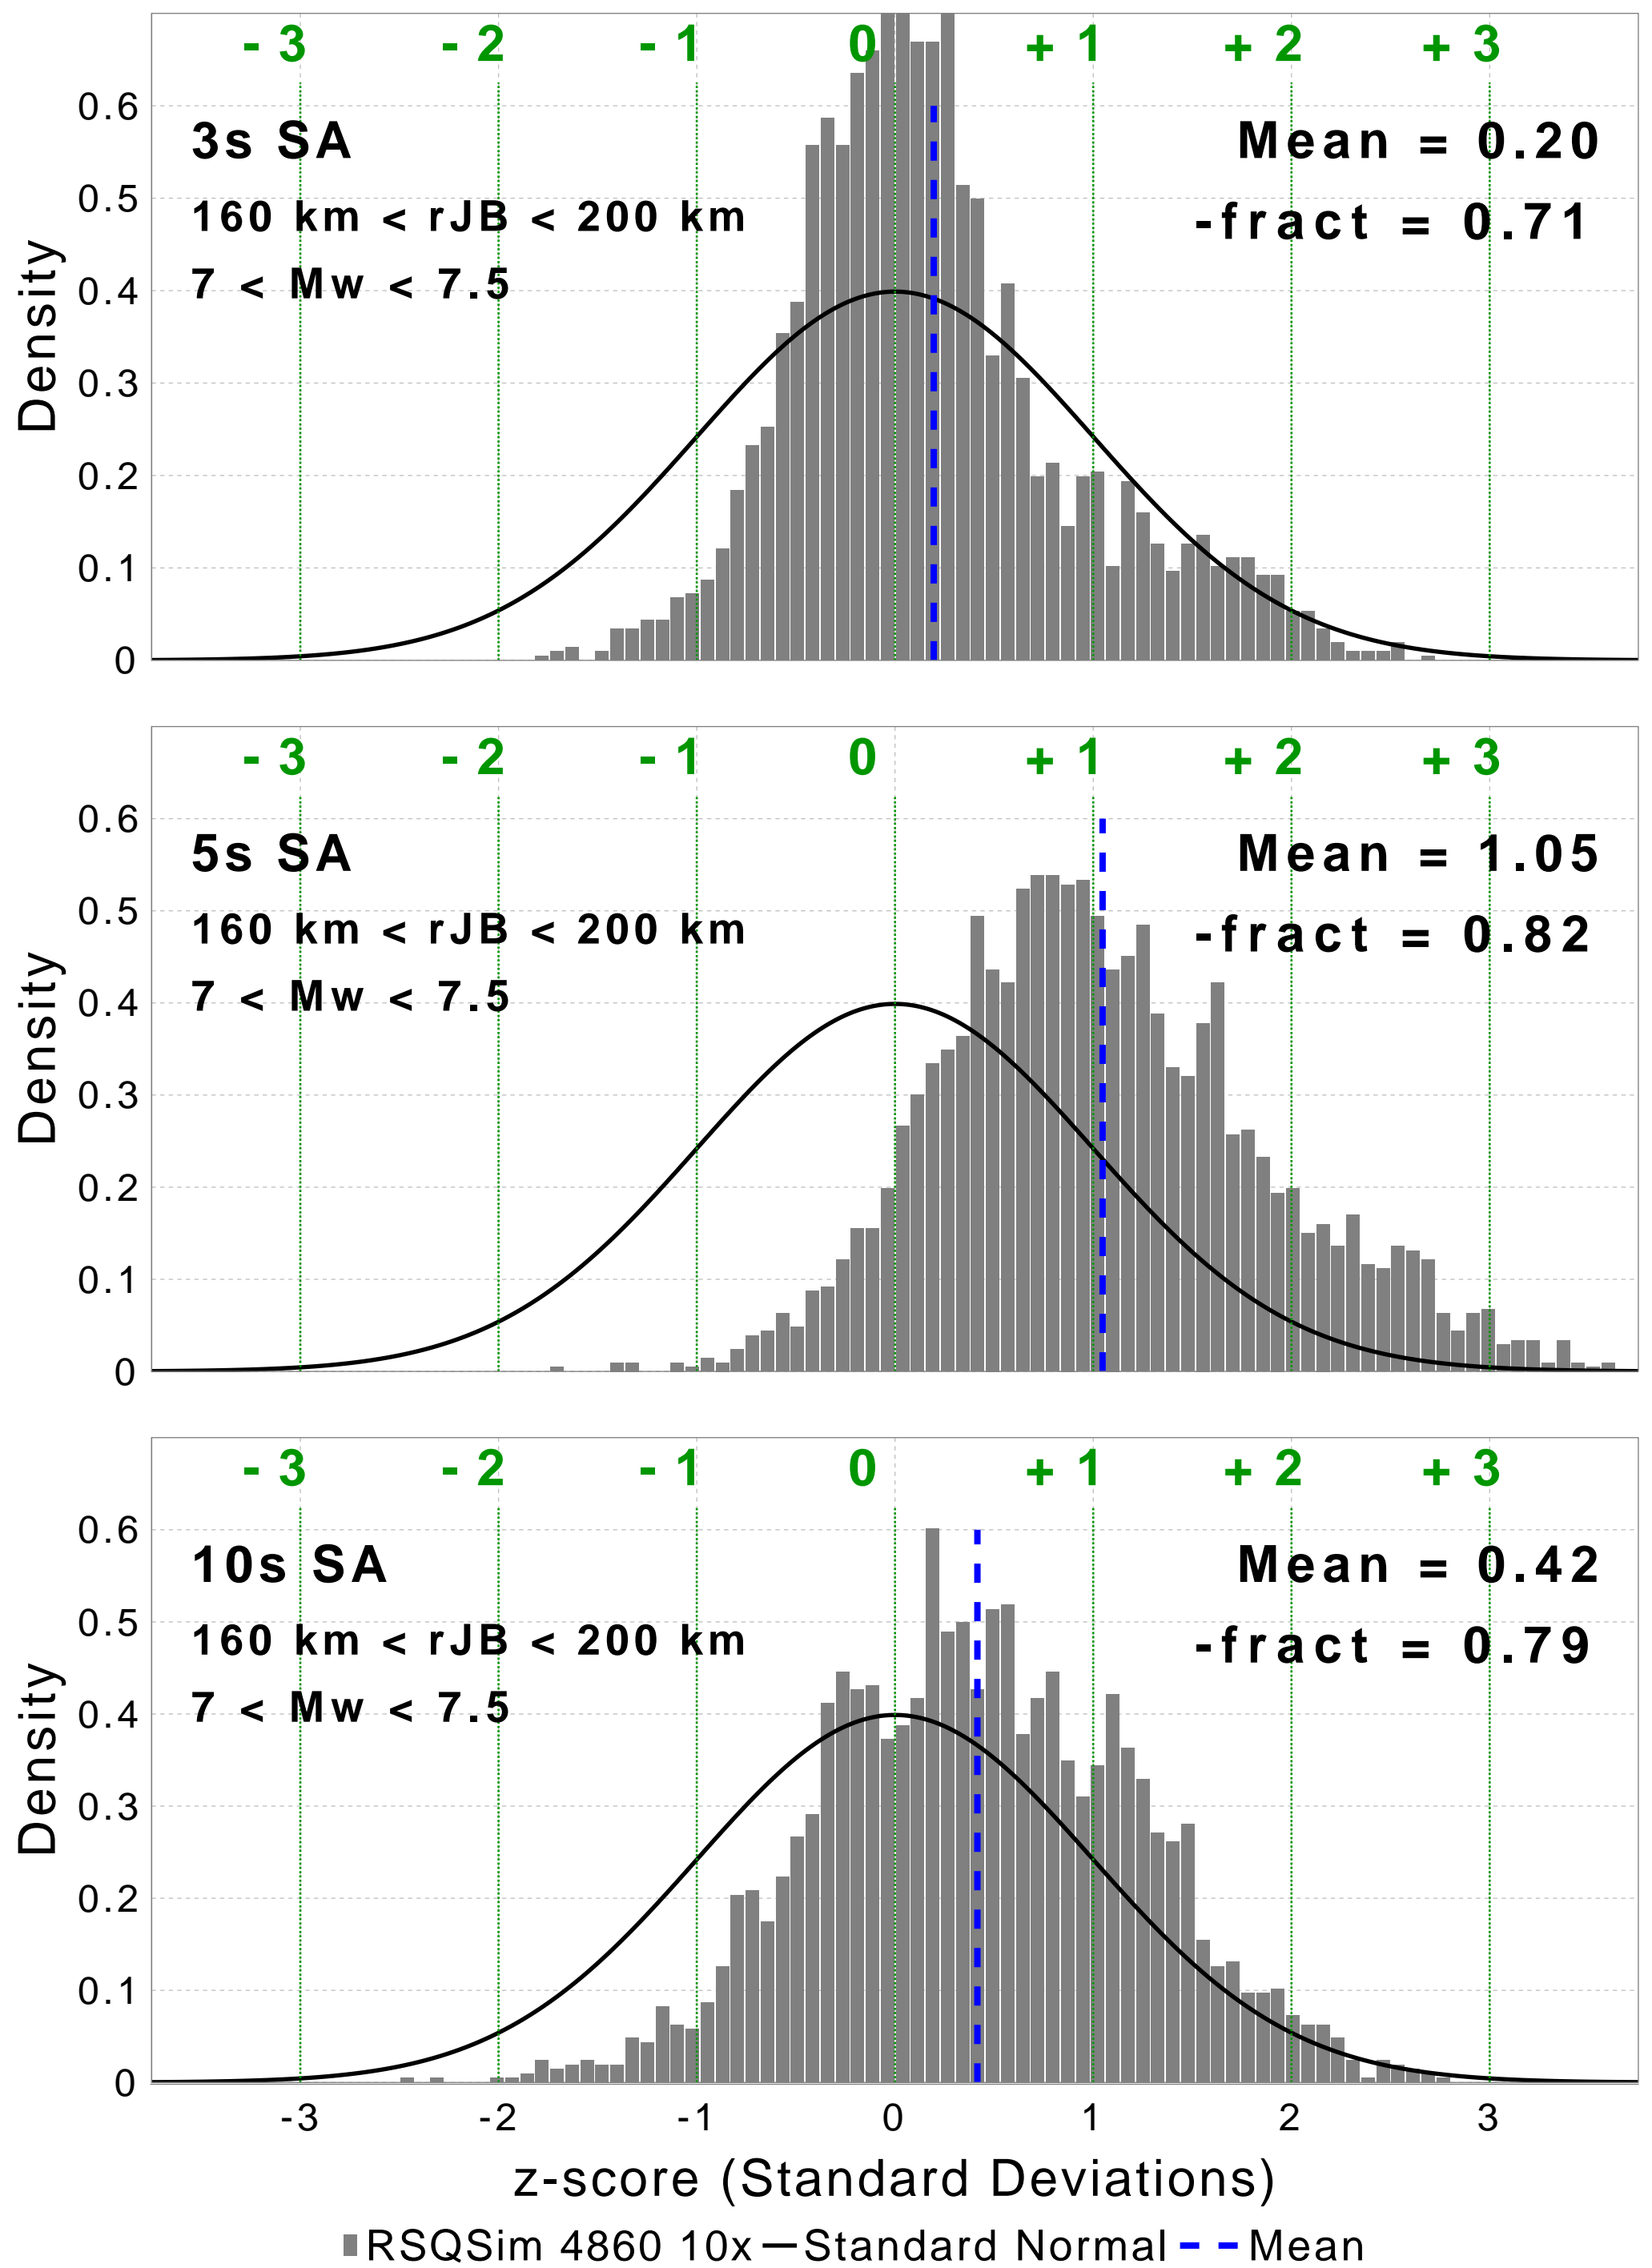 - 3 - 2 - 1 0 + 1 + 2 + 3
0.6
3s SA
Mean = 0.20
0.5
160 km < rJB < 200 km
-fract = 0.71
7 < Mw < 7.5
0.4
0.3
0.2
0.1
0
Density
- 3 - 2 - 1 0 + 1 + 2 + 3
0.6
5s SA
Mean = 1.05
0.5
160 km < rJB < 200 km
-fract = 0.82
7 < Mw < 7.5
0.4
0.3
0.2
0.1
0
Density
- 3 - 2 - 1 0 + 1 + 2 + 3
0.6
10s SA
Mean = 0.42
0.5
160 km < rJB < 200 km
-fract = 0.79
7 < Mw < 7.5
0.4
0.3
0.2
0.1
0
Density
-3 -2 -1 0 1 2 3
z-score (Standard Deviations)
RSQSim 4860 10x Standard Normal Mean